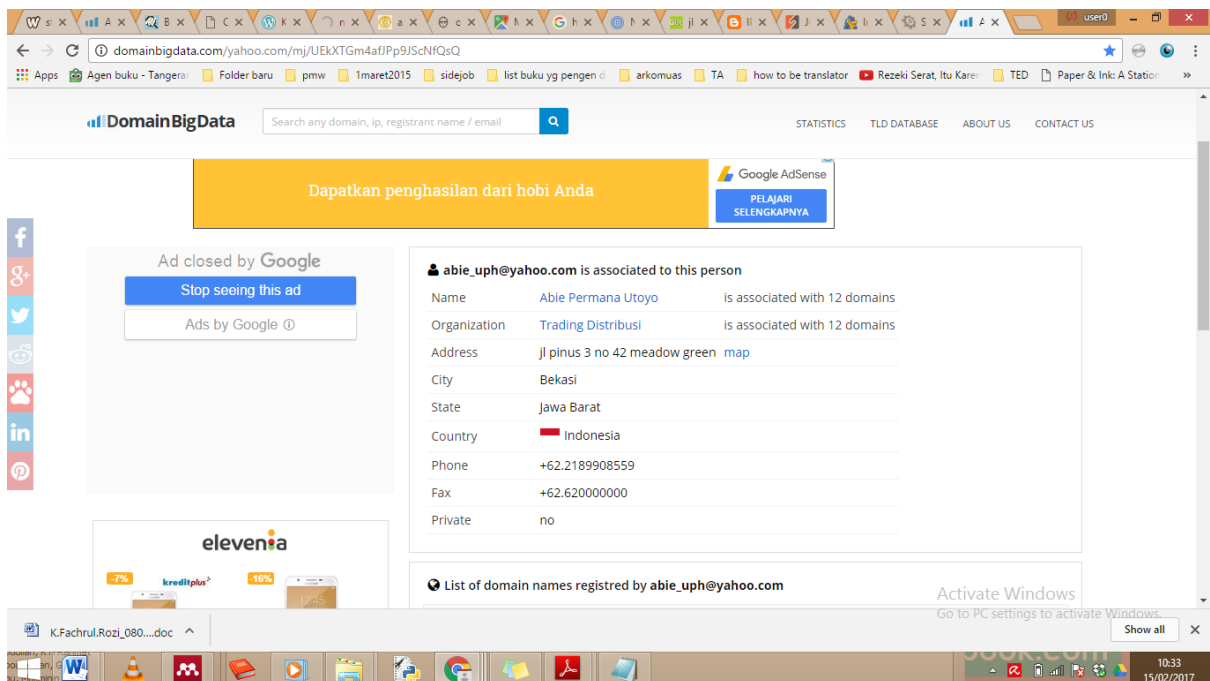 user0
domainbigdata.com/yahoo.com/mj/UEkXTGm4afJPp9JScNfQsQ
Apps Agen buku - Tangerar Folder baru pmw 1maret2015 sidejob list buku yg pengen d arkomuas TA how to be translator Rezeki Serat, Itu Karer TED Paper & Ink: A Station »
DomainBigData Search any domain, ip, registrant name / email STATISTICS TLD DATABASE ABOUT US CONTACT US
Dapatkan penghasilan dari hobi Anda
Google AdSense
PELAJARI
SELENGKAPNYA
Ad closed by Google
Stop seeing this ad
Ads by Google
abie_uph@yahoo.com is associated to this person
Name Abie Permana Utoyo is associated with 12 domains
Organization Trading Distribusi is associated with 12 domains
Address jl pinus 3 no 42 meadow green map
City Bekasi
State Jawa Barat
Country Indonesia
Phone +62.2189908559
Fax +62.620000000
Private no
elevenia
-7% kreditplus -16%
12:45
List of domain names registred by abie_uph@yahoo.com
Activate Windows
Go to PC settings to activate Windows.
K.Fachrul.Rozi_080....doc
Show all
10:33
15/02/2017